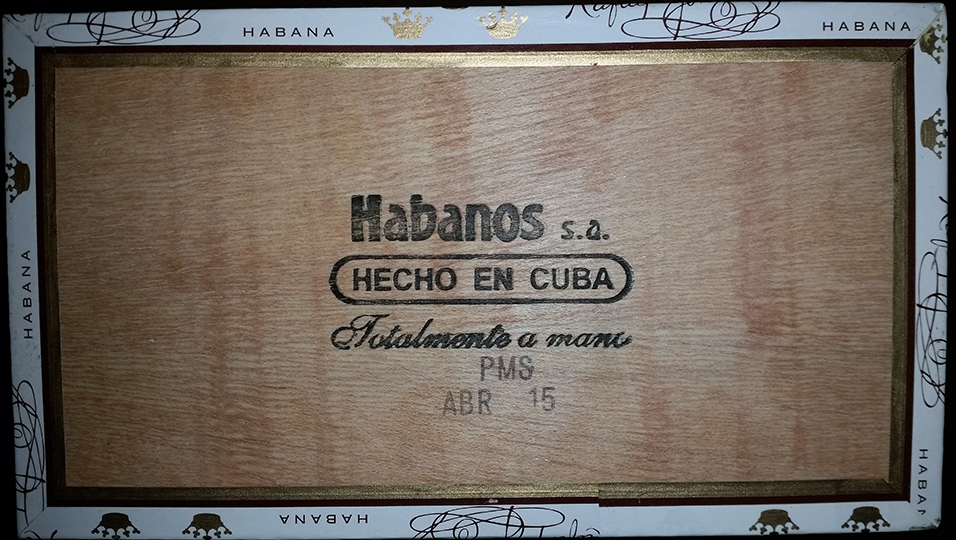 HABANA
HABANA
HABANA
Habanos s.a.
HECHO EN CUBA
Totalmente a mano
PMS
ABR 15
HABANA
HABANA